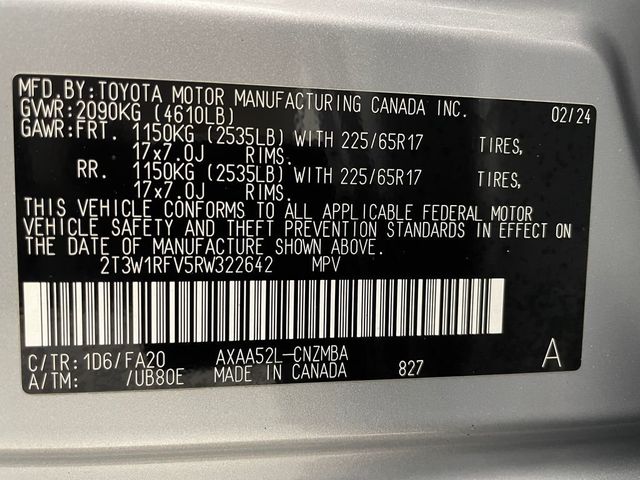 MFD.BY:TOYOTA MOTOR MANUFACTURING CANADA INC. 02/24
GVWR:2090KG (4610LB)
GAWR:FRT. 1150KG (2535LB) WITH 225/65R17 TIRES,
17x7.0J RIMS.
RR. 1150KG (2535LB) WITH 225/65R17 TIRES,
17x7.0J RIMS.
THIS VEHICLE CONFORMS TO ALL APPLICABLE FEDERAL MOTOR
VEHICLE SAFETY AND THEFT PREVENTION STANDARDS IN EFFECT ON
THE DATE OF MANUFACTURE SHOWN ABOVE.
2T3W1RFV5RW322642 MPV
C/TR: 1D6/FA20 AXAA52L-CNZMBA
A/TM: /UB80E MADE IN CANADA 827 A